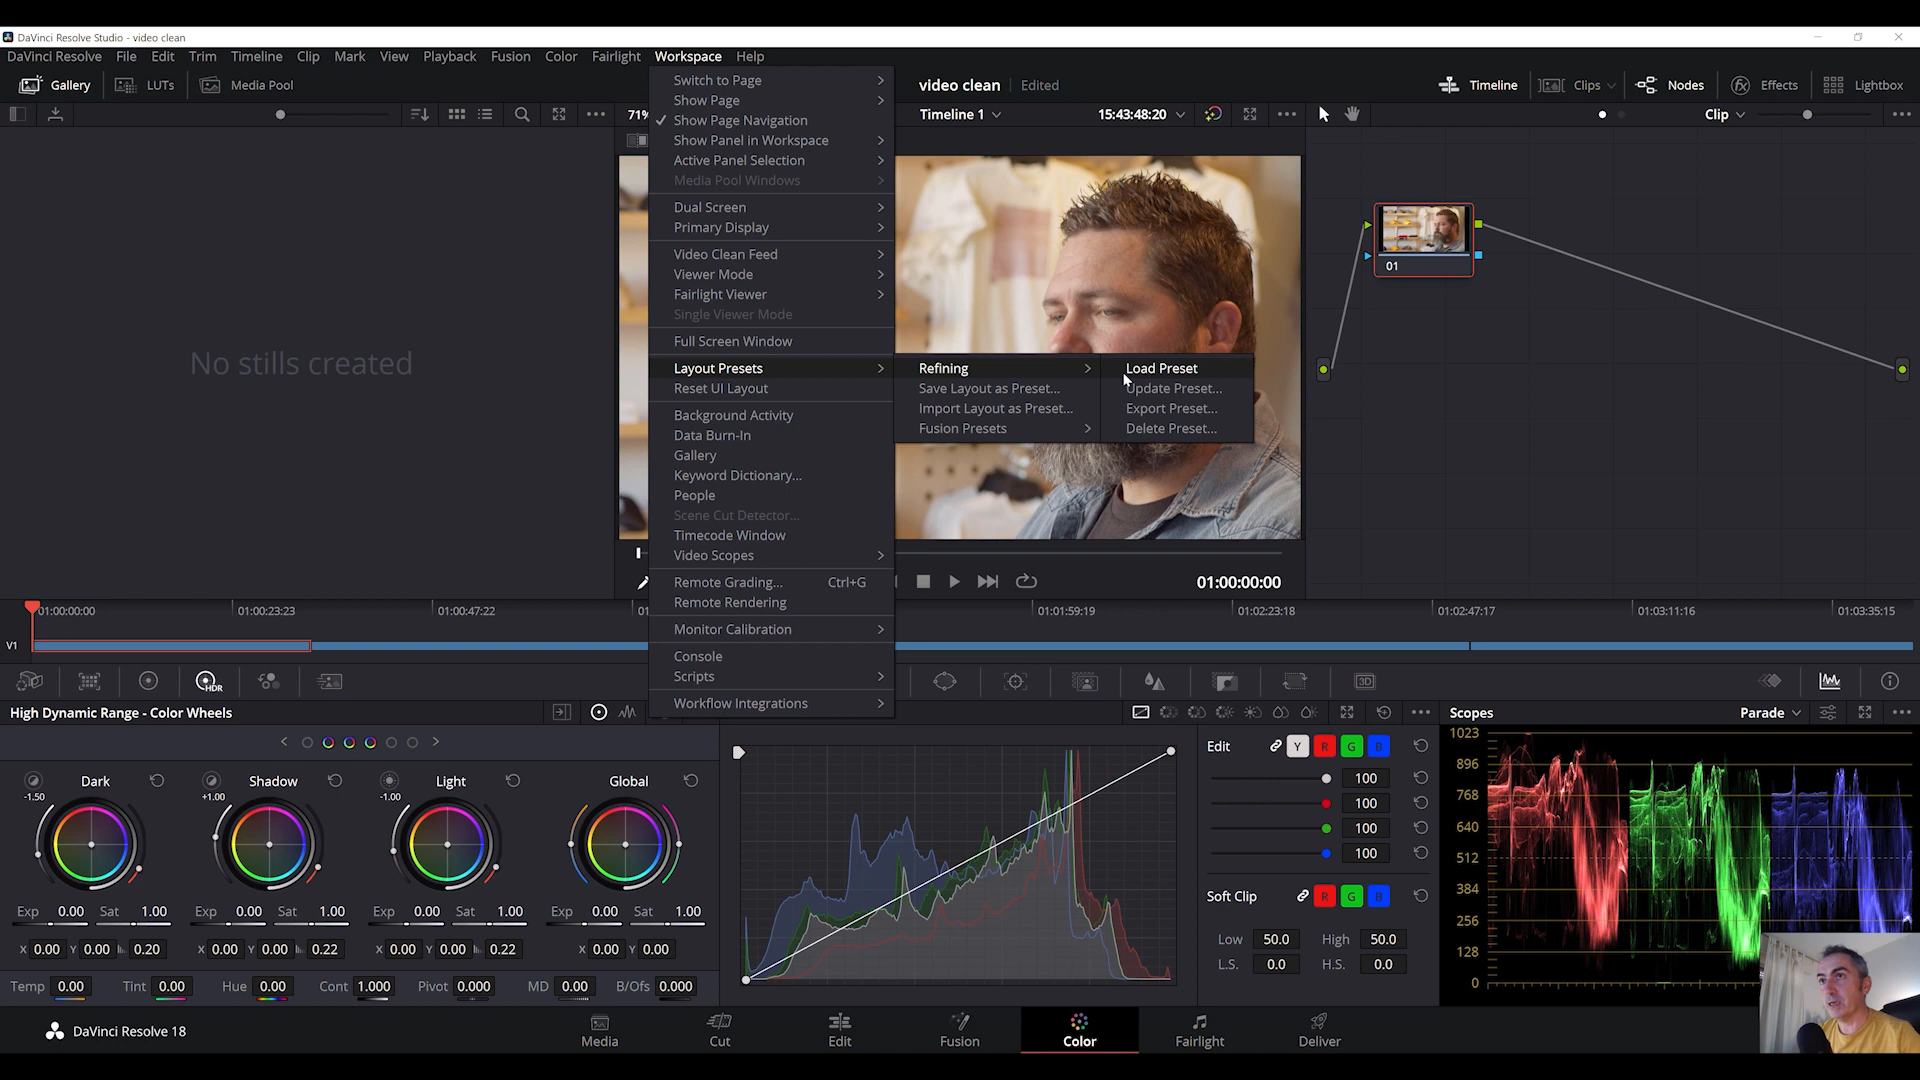 DaVinci Resolve Studio - video clean
DaVinci Resolve File Edit Trim Timeline Clip Mark View Playback Fusion Color Fairlight Workspace Help
Gallery LUTs Media Pool
video clean Edited
Timeline Clips Nodes Effects Lightbox
71%
Timeline 1
15:43:48:20
Clip
No stills created
Switch to Page
Show Page
Show Page Navigation
Show Panel in Workspace
Active Panel Selection
Media Pool Windows
Dual Screen
Primary Display
Video Clean Feed
Viewer Mode
Fairlight Viewer
Single Viewer Mode
Full Screen Window
Layout Presets
Reset UI Layout
Background Activity
Data Burn-In
Gallery
Keyword Dictionary...
People
Scene Cut Detector...
Timecode Window
Video Scopes
Remote Grading... Ctrl+G
Remote Rendering
Monitor Calibration
Console
Scripts
Workflow Integrations
Refining
Save Layout as Preset...
Import Layout as Preset...
Fusion Presets
Load Preset
Update Preset...
Export Preset...
Delete Preset...
01
01:00:00:00
01:00:00:00 01:00:23:23 01:00:47:22 01:01:59:19 01:02:23:18 01:02:47:17 01:03:11:16 01:03:35:15
V1
HDR
3D
High Dynamic Range - Color Wheels
Dark Shadow Light Global
-1.50 +1.00 -1.00
Exp 0.00 Sat 1.00 Exp 0.00 Sat 1.00 Exp 0.00 Sat 1.00 Exp 0.00 Sat 1.00
X 0.00 Y 0.00 0.20 X 0.00 Y 0.00 0.22 X 0.00 Y 0.00 0.22 X 0.00 Y 0.00
Temp 0.00 Tint 0.00 Hue 0.00 Cont 1.000 Pivot 0.000 MD 0.00 B/Ofs 0.000
Edit Y R G B
100
100
100
100
Soft Clip R G B
Low 50.0 High 50.0
L.S. 0.0 H.S. 0.0
Scopes Parade
1023
896
768
640
512
384
256
128
0
DaVinci Resolve 18
Media Cut Edit Fusion Color Fairlight Deliver